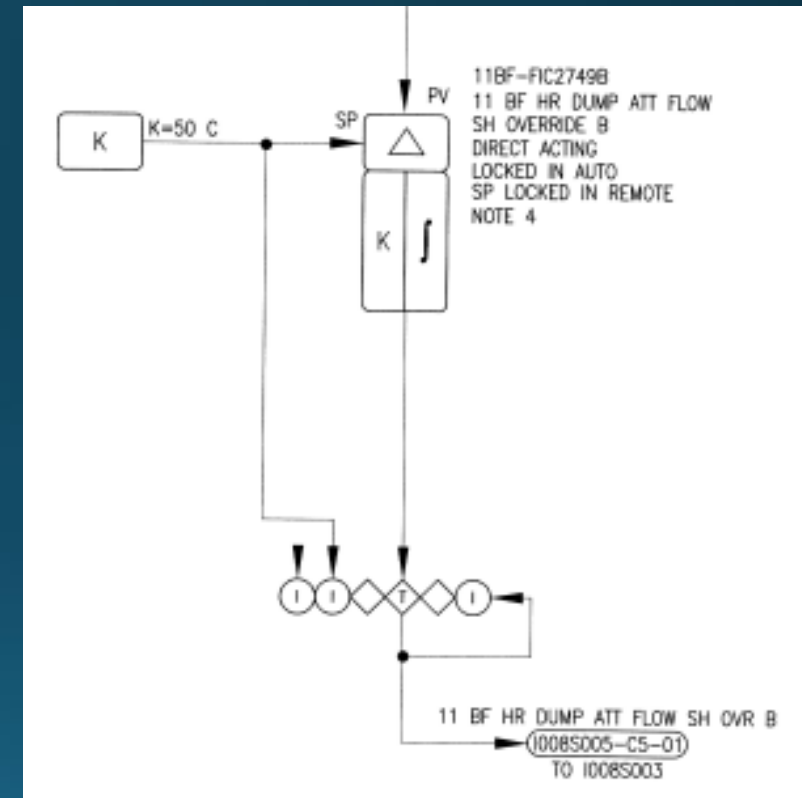 11BF-FIC2749B
PV
11 BF HR DUMP ATT FLOW
K
K=50 C
SP
SH OVERRIDE B
DIRECT ACTING
LOCKED IN AUTO
SP LOCKED IN REMOTE
NOTE 4
K ∫
I I T I
11 BF HR DUMP ATT FLOW SH OVR B
I008S005-C5-01
TO I008S003